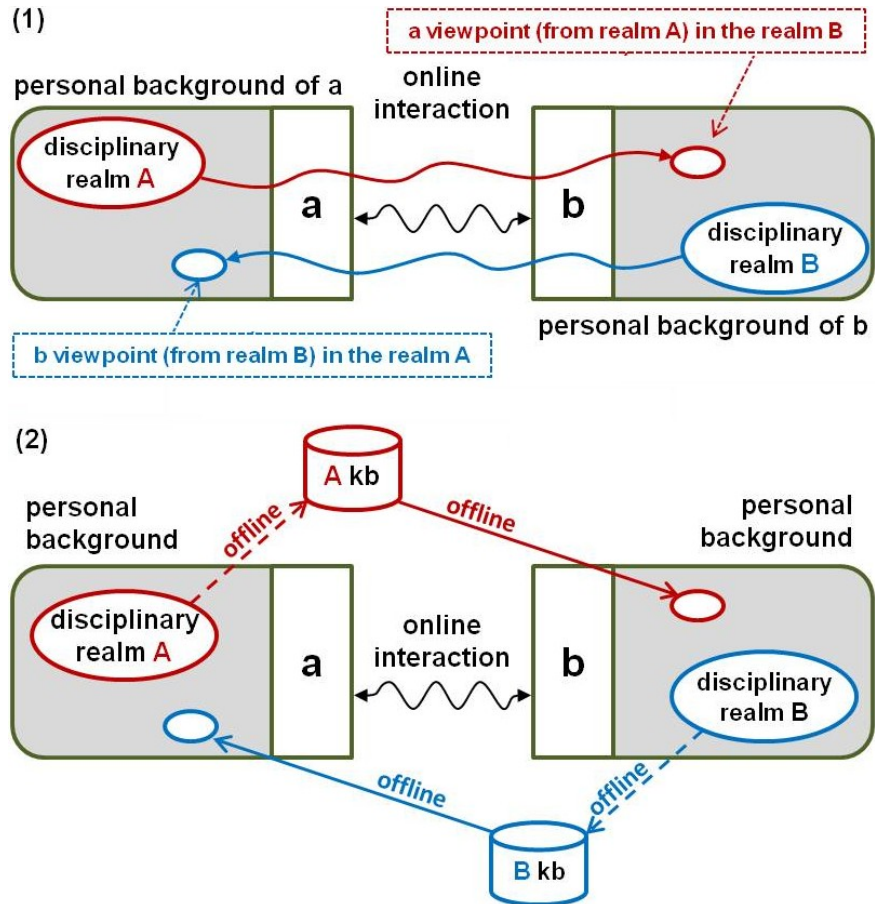 (1)
a viewpoint (from realm A) in the realm B
personal background of a
online
interaction
disciplinary
realm A
a
b
disciplinary
realm B
personal background of b
b viewpoint (from realm B) in the realm A
(2)
A kb
personal
background
offline
offline
personal
background
disciplinary
realm A
a
online
interaction
b
disciplinary
realm B
offline
offline
B kb